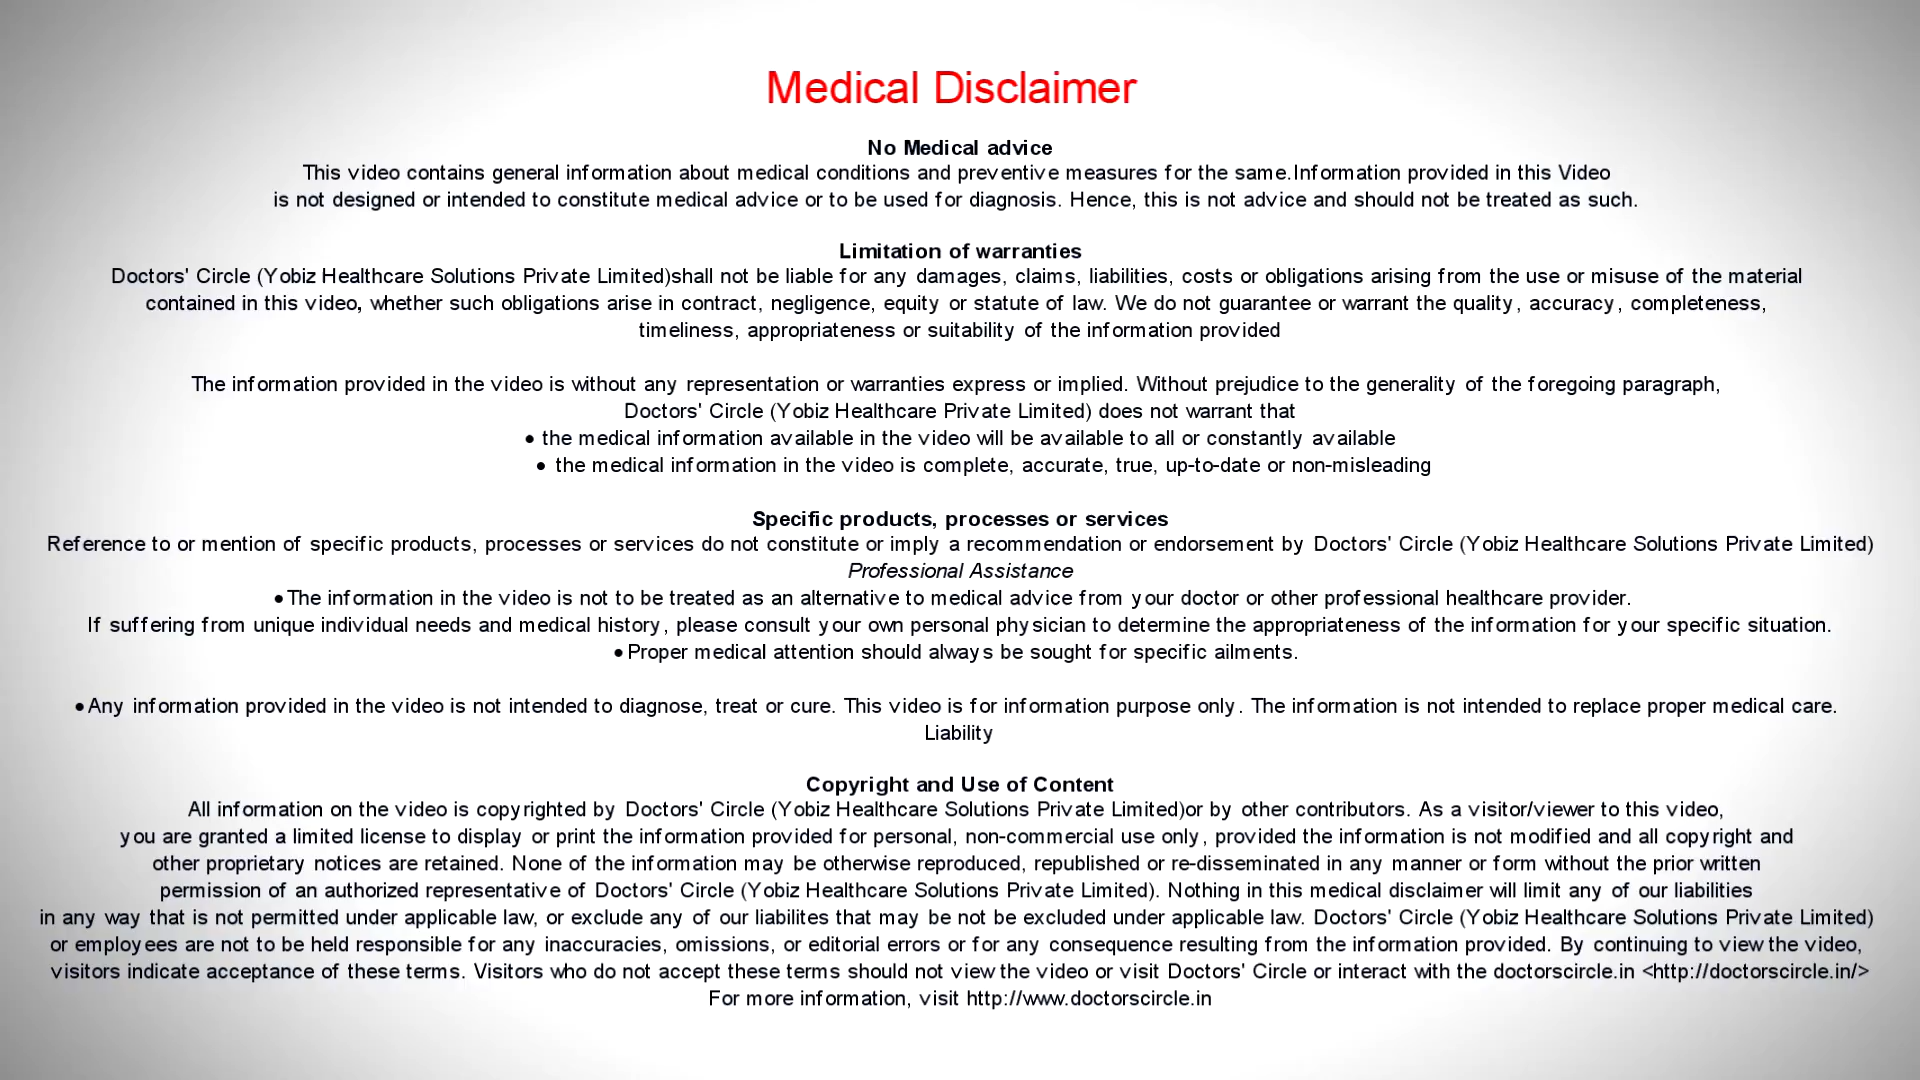 Medical Disclaimer
No Medical advice
This video contains general information about medical conditions and preventive measures for the same.Information provided in this Video
is not designed or intended to constitute medical advice or to be used for diagnosis. Hence, this is not advice and should not be treated as such.
Limitation of warranties
Doctors' Circle (Yobiz Healthcare Solutions Private Limited)shall not be liable for any damages, claims, liabilities, costs or obligations arising from the use or misuse of the material
contained in this video, whether such obligations arise in contract, negligence, equity or statute of law. We do not guarantee or warrant the quality, accuracy, completeness,
timeliness, appropriateness or suitability of the information provided
The information provided in the video is without any representation or warranties express or implied. Without prejudice to the generality of the foregoing paragraph,
Doctors' Circle (Yobiz Healthcare Private Limited) does not warrant that
• the medical information available in the video will be available to all or constantly available
• the medical information in the video is complete, accurate, true, up-to-date or non-misleading
Specific products, processes or services
Reference to or mention of specific products, processes or services do not constitute or imply a recommendation or endorsement by Doctors' Circle (Yobiz Healthcare Solutions Private Limited)
Professional Assistance
•The information in the video is not to be treated as an alternative to medical advice from your doctor or other professional healthcare provider.
If suffering from unique individual needs and medical history, please consult your own personal physician to determine the appropriateness of the information for your specific situation.
•Proper medical attention should always be sought for specific ailments.
•Any information provided in the video is not intended to diagnose, treat or cure. This video is for information purpose only. The information is not intended to replace proper medical care.
Liability
Copyright and Use of Content
All information on the video is copyrighted by Doctors' Circle (Yobiz Healthcare Solutions Private Limited)or by other contributors. As a visitor/viewer to this video,
you are granted a limited license to display or print the information provided for personal, non-commercial use only, provided the information is not modified and all copyright and
other proprietary notices are retained. None of the information may be otherwise reproduced, republished or re-disseminated in any manner or form without the prior written
permission of an authorized representative of Doctors' Circle (Yobiz Healthcare Solutions Private Limited). Nothing in this medical disclaimer will limit any of our liabilities
in any way that is not permitted under applicable law, or exclude any of our liabilites that may be not be excluded under applicable law. Doctors' Circle (Yobiz Healthcare Solutions Private Limited)
or employees are not to be held responsible for any inaccuracies, omissions, or editorial errors or for any consequence resulting from the information provided. By continuing to view the video,
visitors indicate acceptance of these terms. Visitors who do not accept these terms should not view the video or visit Doctors' Circle or interact with the doctorscircle.in <http://doctorscircle.in/>
For more information, visit http://www.doctorscircle.in